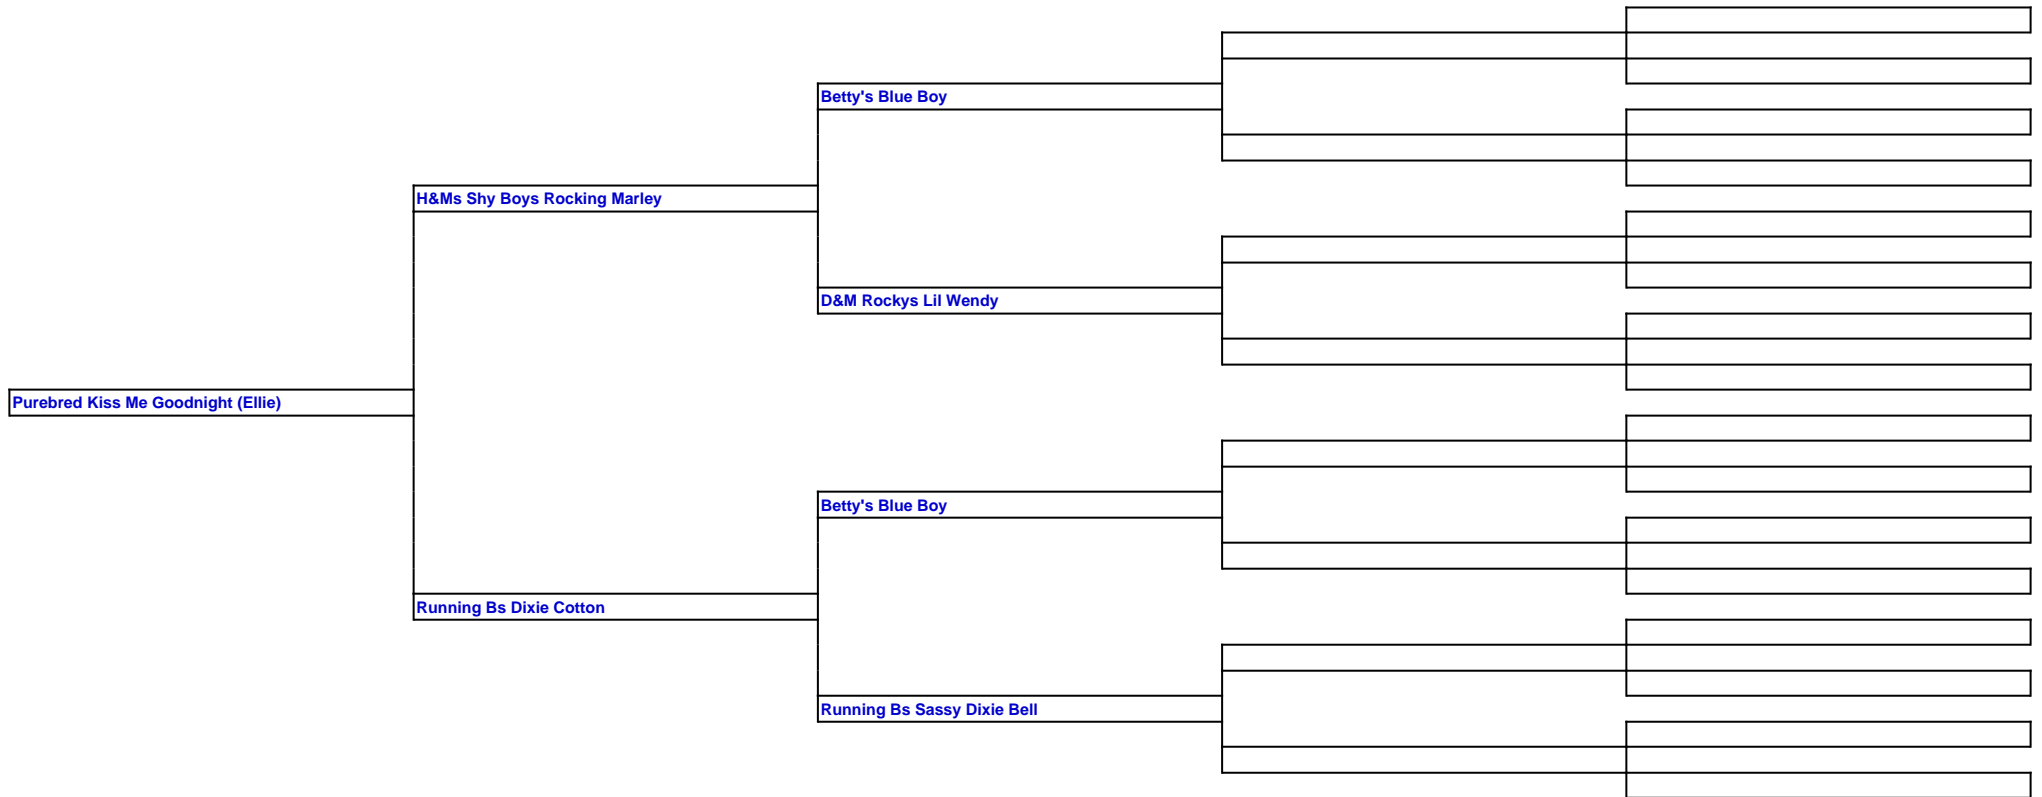 Betty's Blue Boy
H&Ms Shy Boys Rocking Marley
D&M Rockys Lil Wendy
Purebred Kiss Me Goodnight (Ellie)
Betty's Blue Boy
Running Bs Dixie Cotton
Running Bs Sassy Dixie Bell